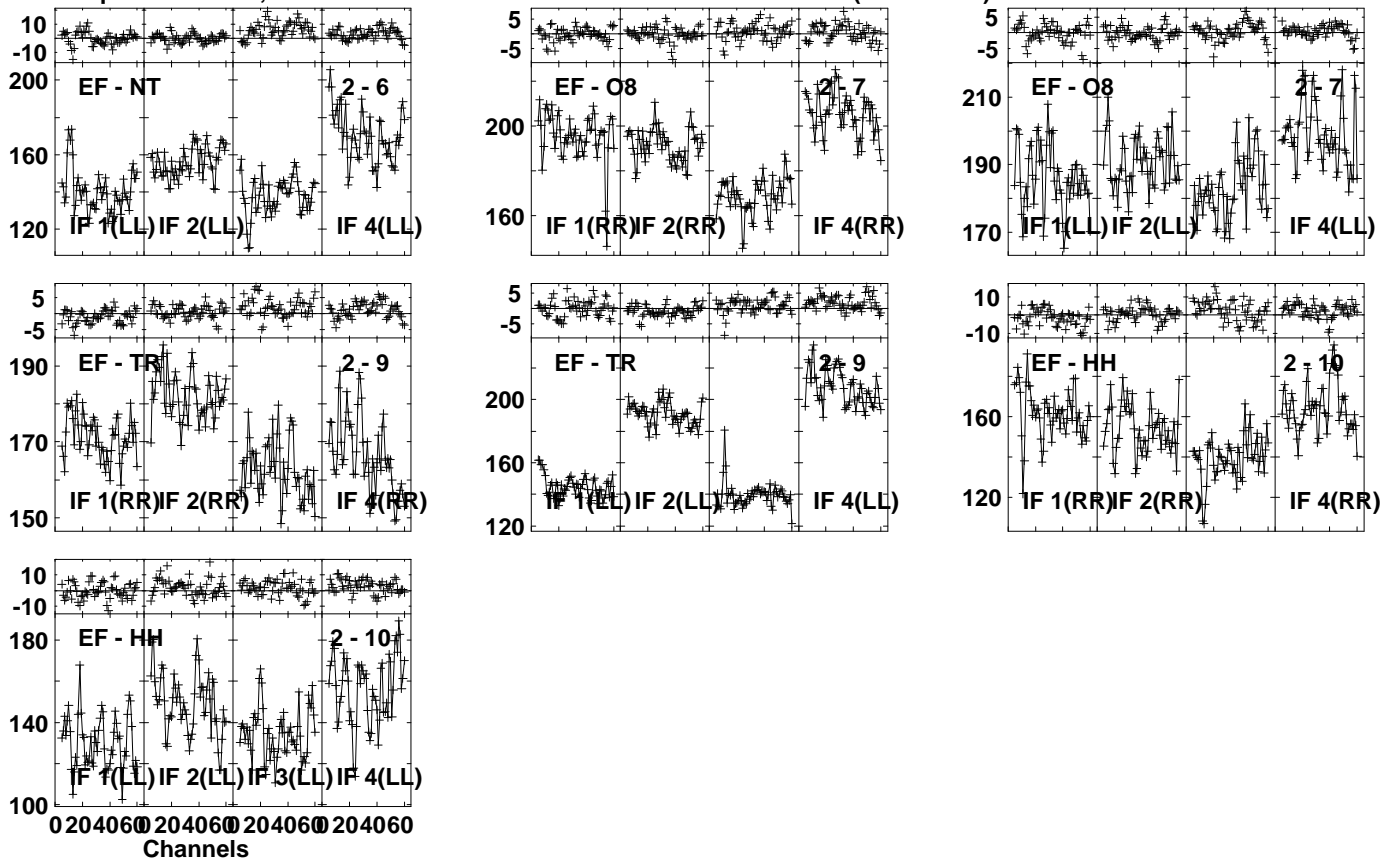 10
-10
EF - NT
2 - 6
200
160
120
IF 1(LL) IF 2(LL) IF 4(LL)
5
-5
EF - O8
2 - 7
200
160
IF 1(RR) IF 2(RR) IF 4(RR)
5
-5
EF - O8
2 - 7
210
190
170
IF 1(LL) IF 2(LL) IF 4(LL)
5
-5
EF - TR
2 - 9
190
170
150
IF 1(RR) IF 2(RR) IF 4(RR)
5
-5
EF - TR
2 - 9
200
160
120
IF 1(LL) IF 2(LL) IF 4(LL)
10
-10
EF - HH
2 - 10
160
120
IF 1(RR) IF 2(RR) IF 4(RR)
10
-10
EF - HH
2 - 10
180
140
100
IF 1(LL) IF 2(LL) IF 3(LL) IF 4(LL)
0 20 40 60 0 20 40 60 0 20 40 60 0 20 40 60
Channels